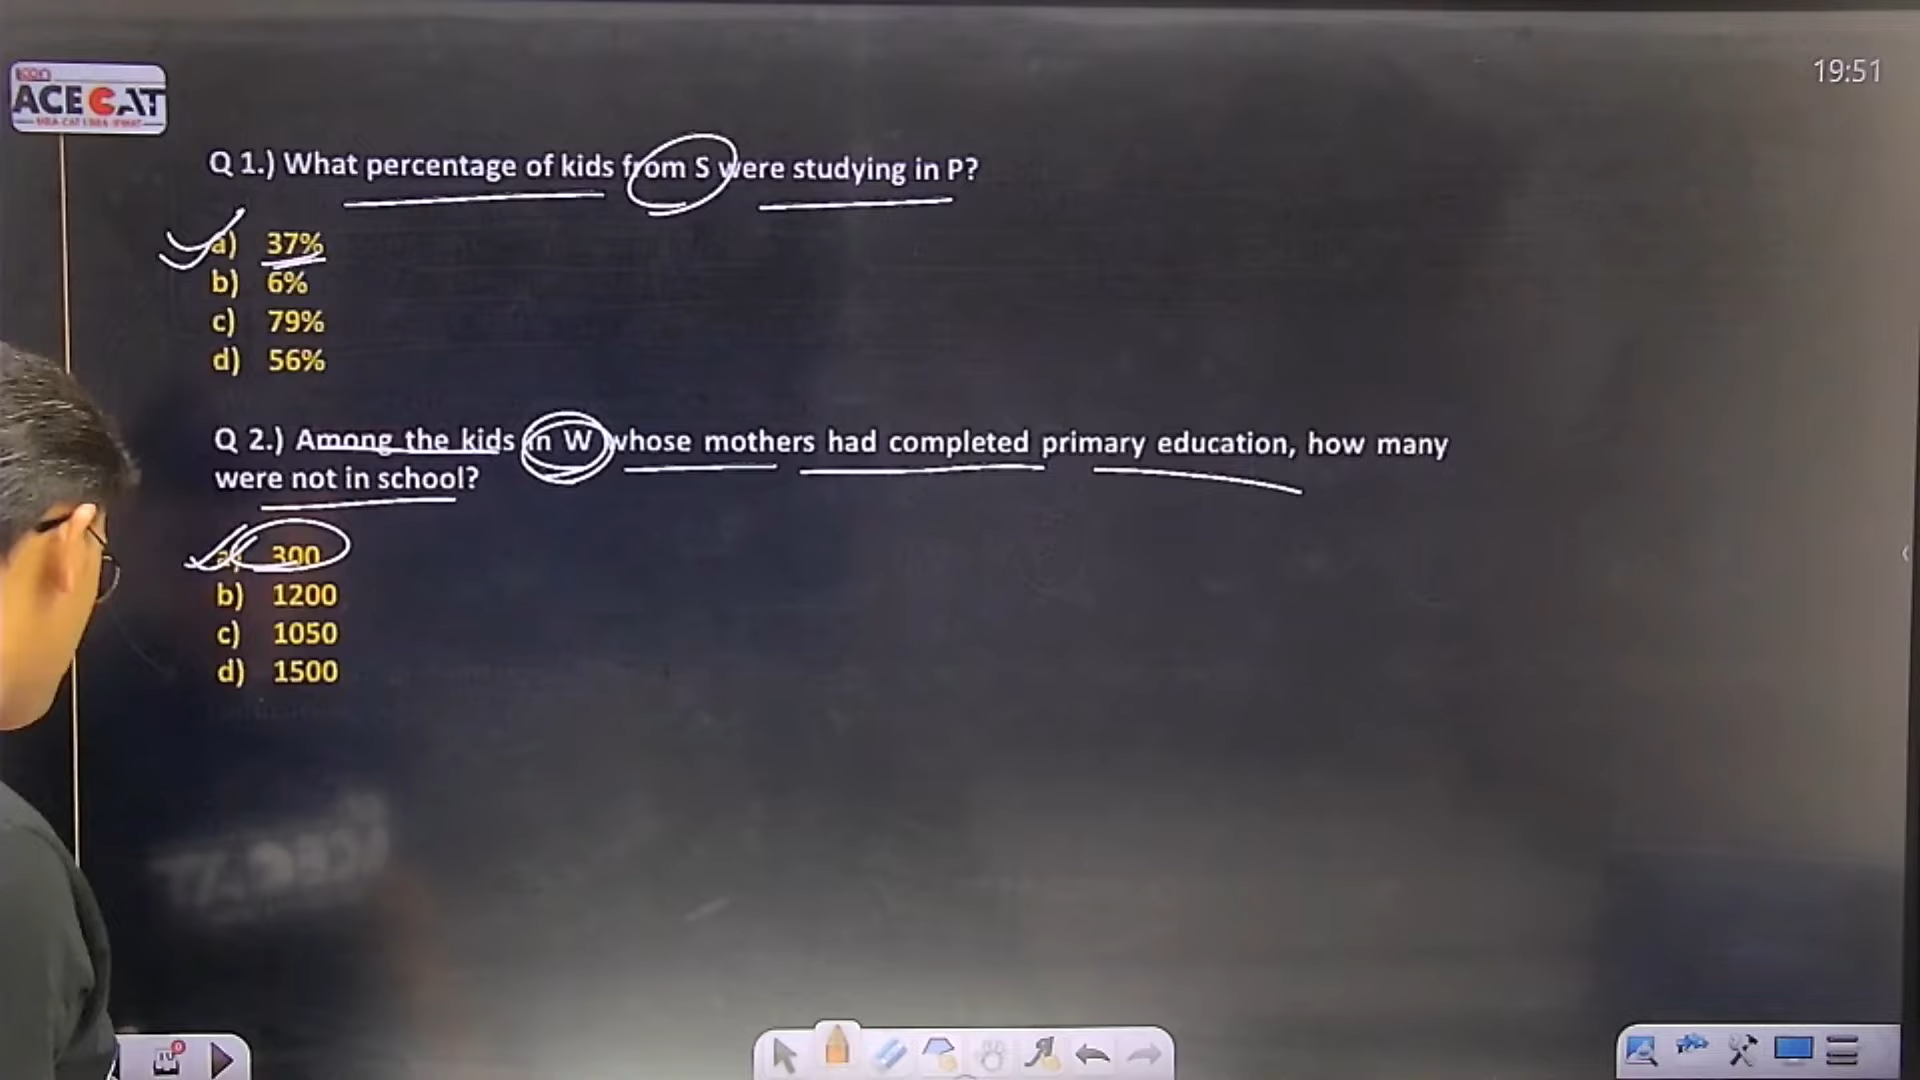 19:51
ACE CAT
Q 1.) What percentage of kids from S were studying in P?
a) 37%
b) 6%
c) 79%
d) 56%
Q 2.) Among the kids in W whose mothers had completed primary education, how many
were not in school?
a) 300
b) 1200
c) 1050
d) 1500